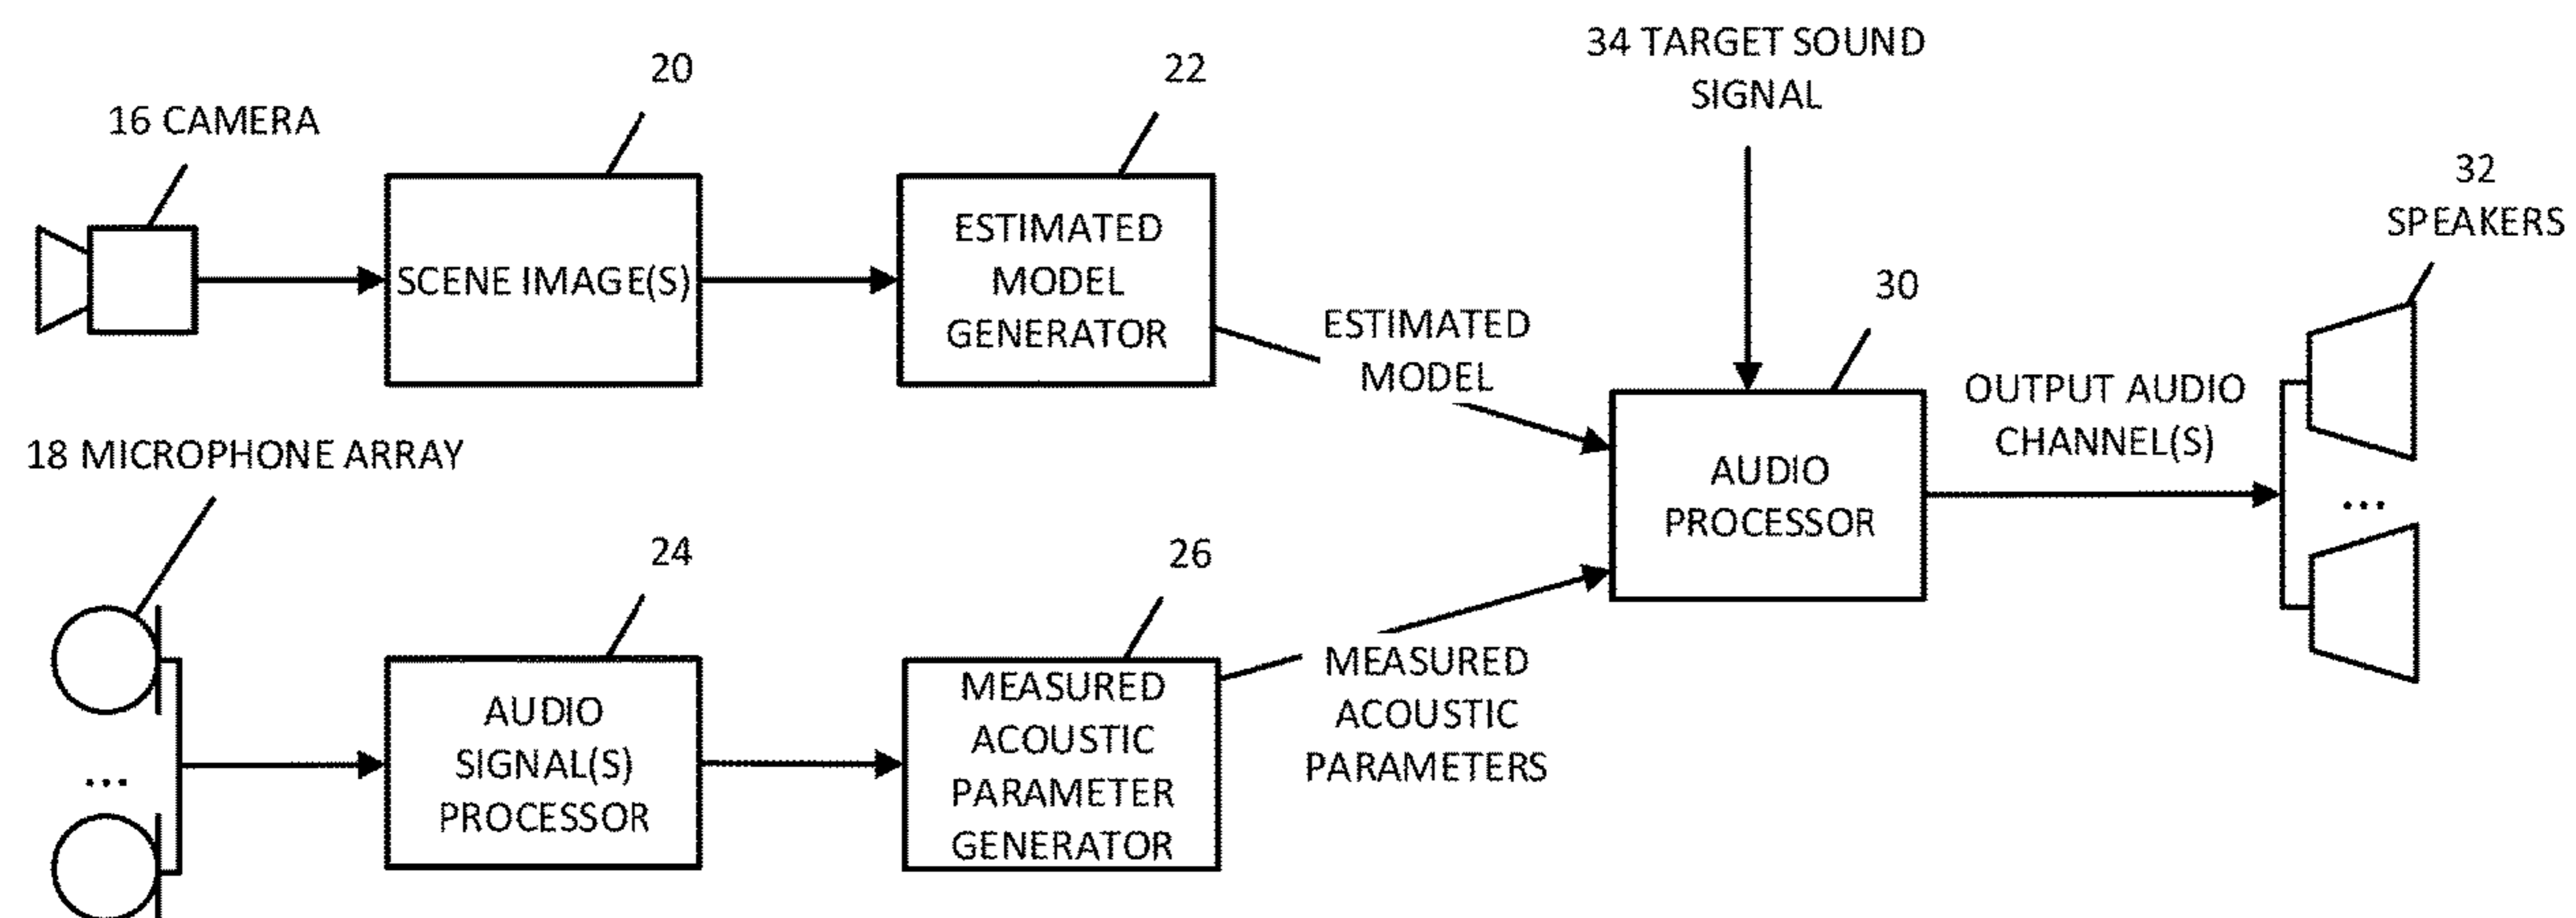 16 CAMERA
20
SCENE IMAGE(S)
22
ESTIMATED
MODEL
GENERATOR
ESTIMATED
MODEL
34 TARGET SOUND
SIGNAL
30
AUDIO
PROCESSOR
OUTPUT AUDIO
CHANNEL(S)
32
SPEAKERS
...
18 MICROPHONE ARRAY
...
24
AUDIO
SIGNAL(S)
PROCESSOR
26
MEASURED
ACOUSTIC
PARAMETER
GENERATOR
MEASURED
ACOUSTIC
PARAMETERS